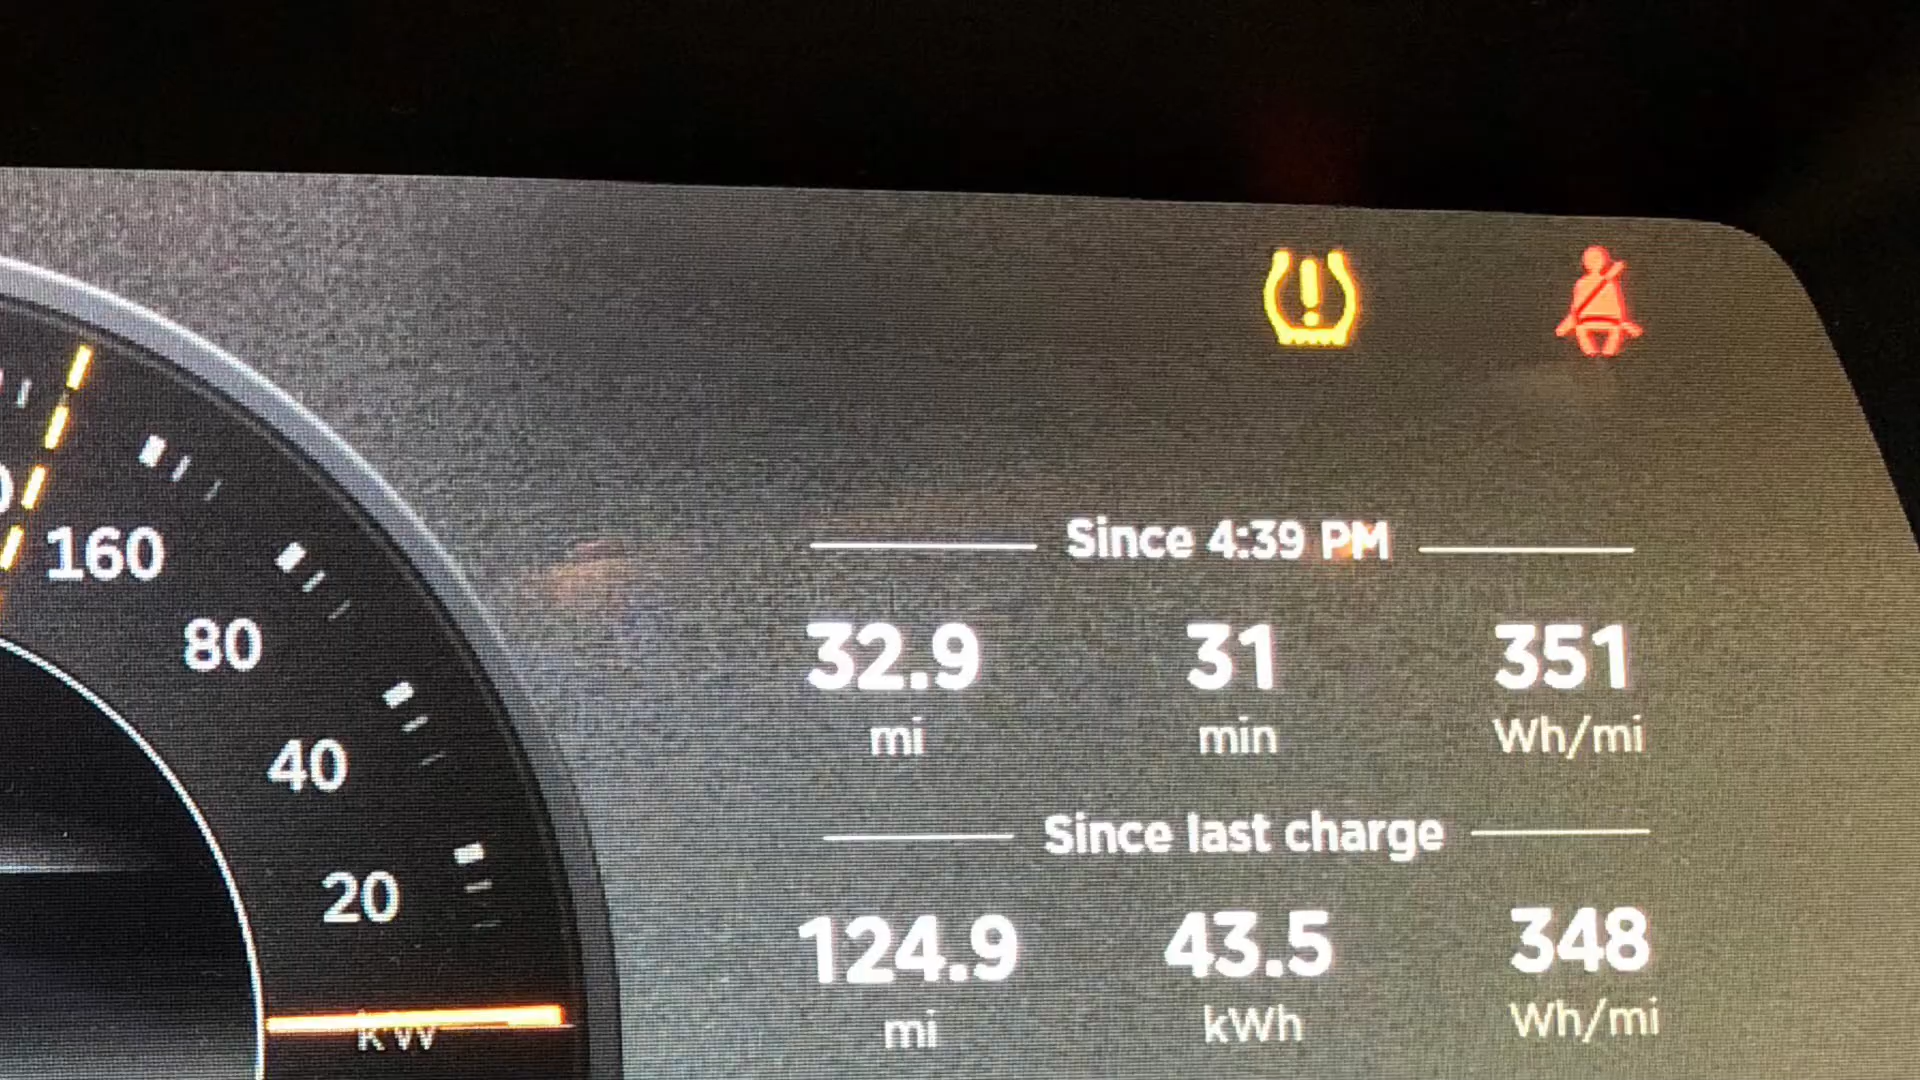 160
80
40
20
kW
Since 4:39 PM
32.9 31 351
mi min Wh/mi
Since last charge
124.9 43.5 348
mi kWh Wh/mi